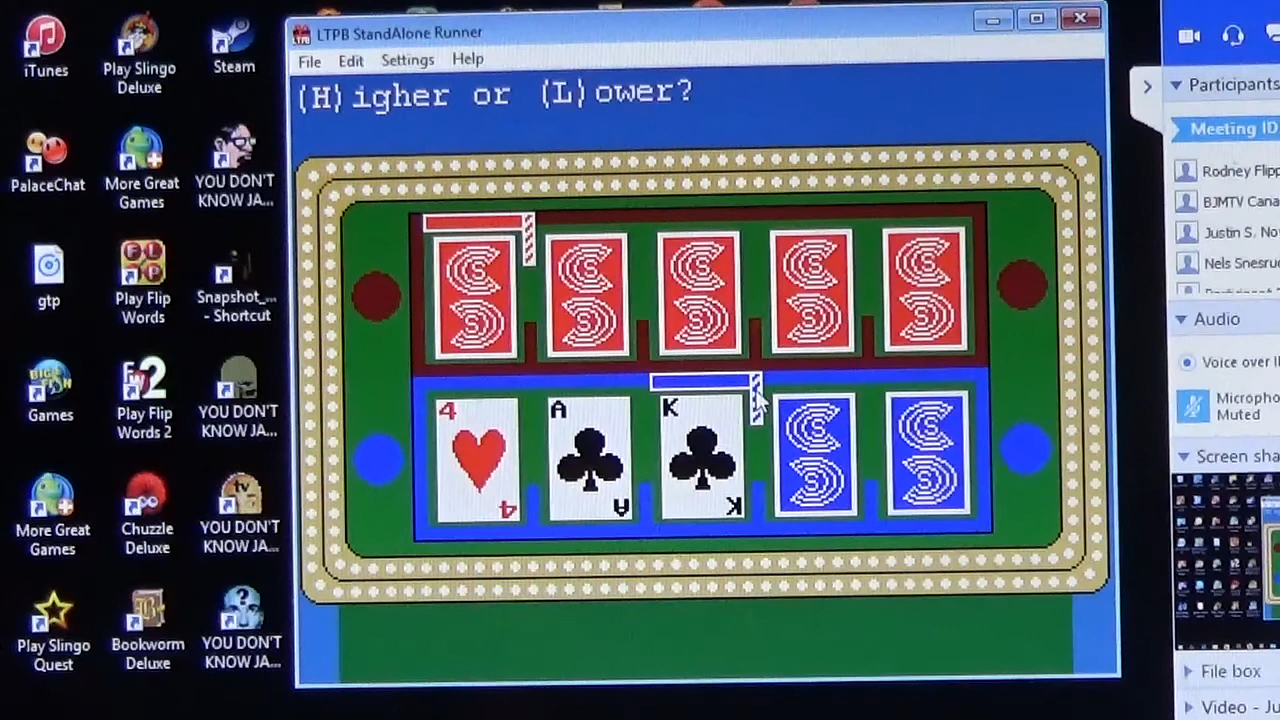 iTunes
Play Slingo
Deluxe
Steam
PalaceChat
More Great
Games
YOU DON'T
KNOW JA...
gtp
Play Flip
Words
Snapshot_...
- Shortcut
Games
Play Flip
Words 2
YOU DON'T
KNOW JA...
More Great
Games
Chuzzle
Deluxe
YOU DON'T
KNOW JA...
Play Slingo
Quest
Bookworm
Deluxe
YOU DON'T
KNOW JA...
LTPB StandAlone Runner
File Edit Settings Help
(H)igher or (L)ower?
4 A K
4 A K
Participants
Meeting ID
Rodney Flipp
BJMTV Cana
Justin S. No
Nels Snesru
Audio
Voice over I
Micropho
Muted
Screen sha
File box
Video - Ju